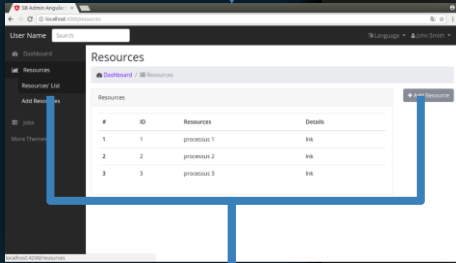 SB Admin Angular
localhost:4200/resources
User Name Search Language John Smith
Dashboard
Resources
Resources' List
Add Resources
Jobs
More Themes
Resources
Dashboard / Resources
Resources
+ Add Resource
# ID Resources Details
1 1 processus 1 lnk
2 2 processus 2 lnk
3 3 processus 3 lnk
localhost:4200/resources